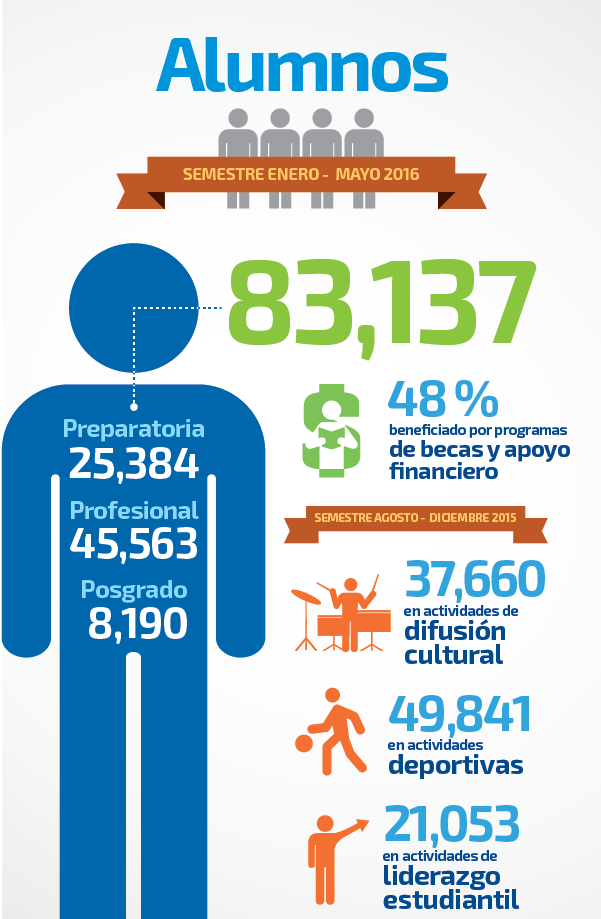 Alumnos
SEMESTRE ENERO - MAYO 2016
83,137
Preparatoria
25,384
Profesional
45,563
Posgrado
8,190
48 %
beneficiado por programas
de becas y apoyo
financiero
SEMESTRE AGOSTO - DICIEMBRE 2015
37,660
en actividades de
difusión
cultural
49,841
en actividades
deportivas
21,053
en actividades de
liderazgo
estudiantil